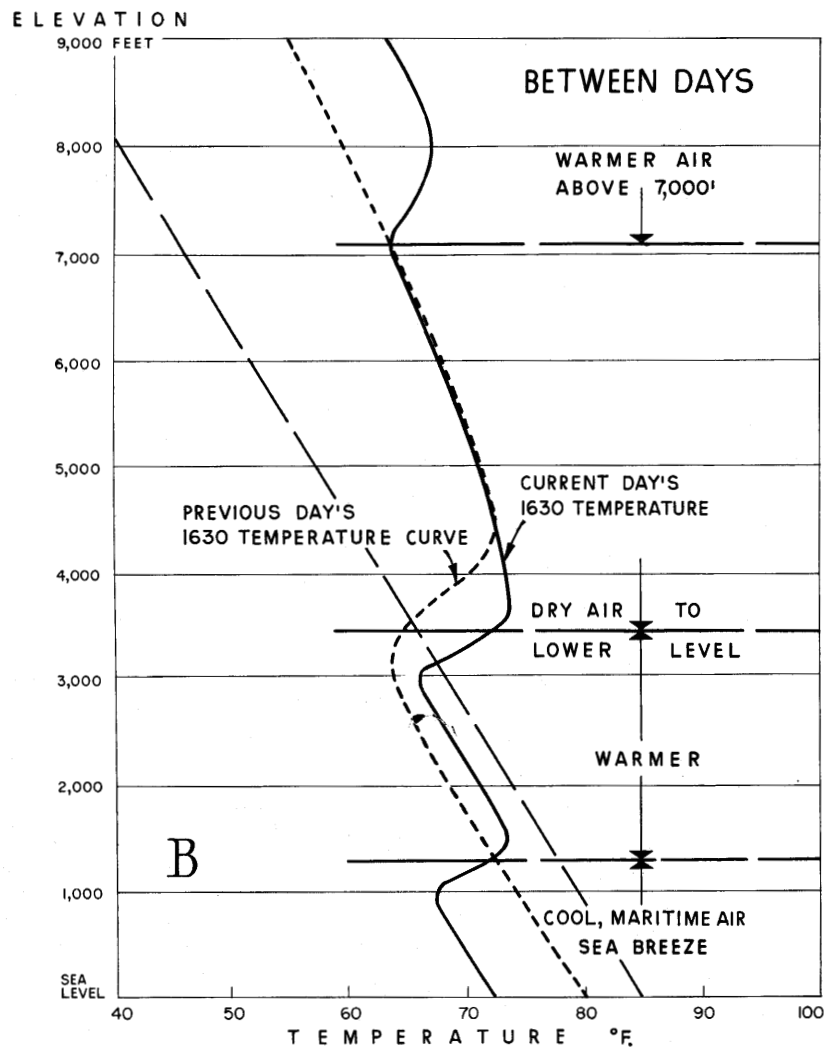 ELEVATION
9,000 FEET
BETWEEN DAYS
8,000
WARMER AIR
ABOVE 7,000'
7,000
6,000
5,000
CURRENT DAY'S
1630 TEMPERATURE
PREVIOUS DAY'S
1630 TEMPERATURE CURVE
4,000
DRY AIR TO
LOWER LEVEL
3,000
WARMER
2,000
B
1,000
COOL, MARITIME AIR
SEA BREEZE
SEA
LEVEL
40 50 60 70 80 90 100
TEMPERATURE °F.